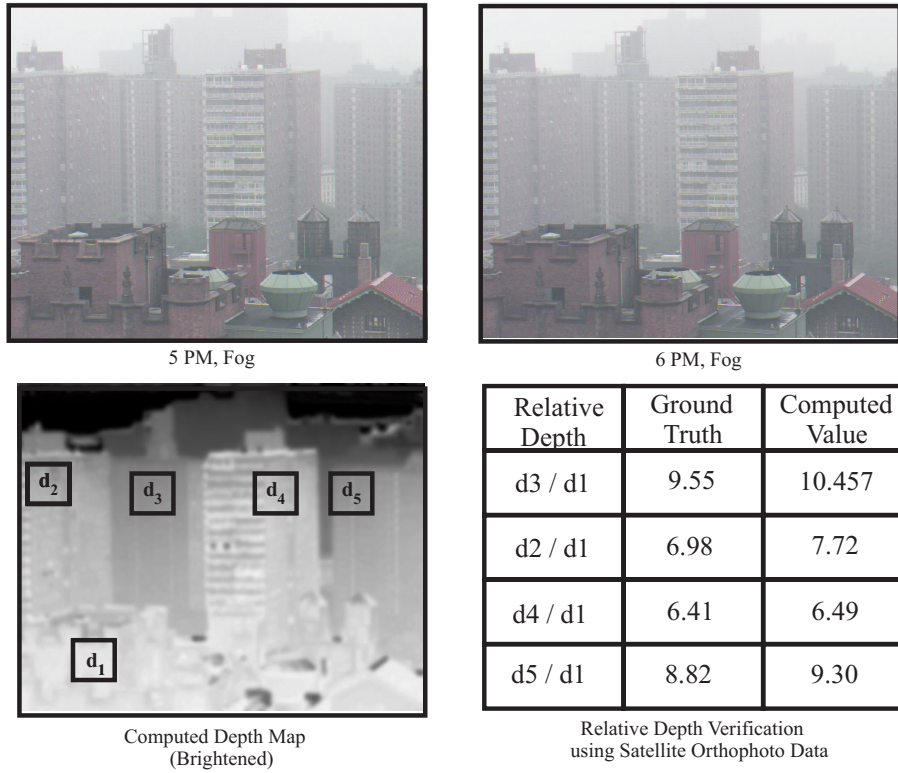 5 PM, Fog
6 PM, Fog
d2
d3
d4
d5
d1
Computed Depth Map
(Brightened)
Relative Depth
Ground Truth
Computed Value
d3 / d1
9.55
10.457
d2 / d1
6.98
7.72
d4 / d1
6.41
6.49
d5 / d1
8.82
9.30
Relative Depth Verification
using Satellite Orthophoto Data